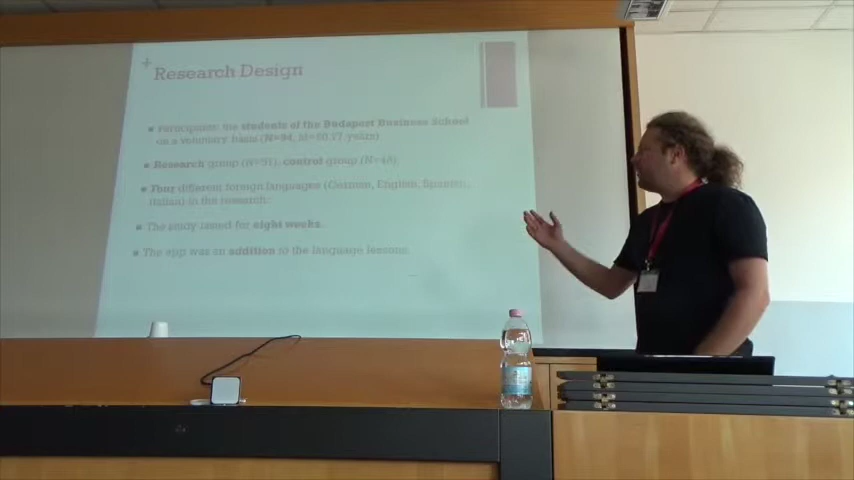 Research Design
Participants: the students of the Budapest Business School
on a voluntary basis (N=94, years)
Research group (N=51), control group
Four different foreign languages (German, English, Spanish,
Italian) in the research.
The study lasted for eight weeks.
The app was an addition to the language lessons.